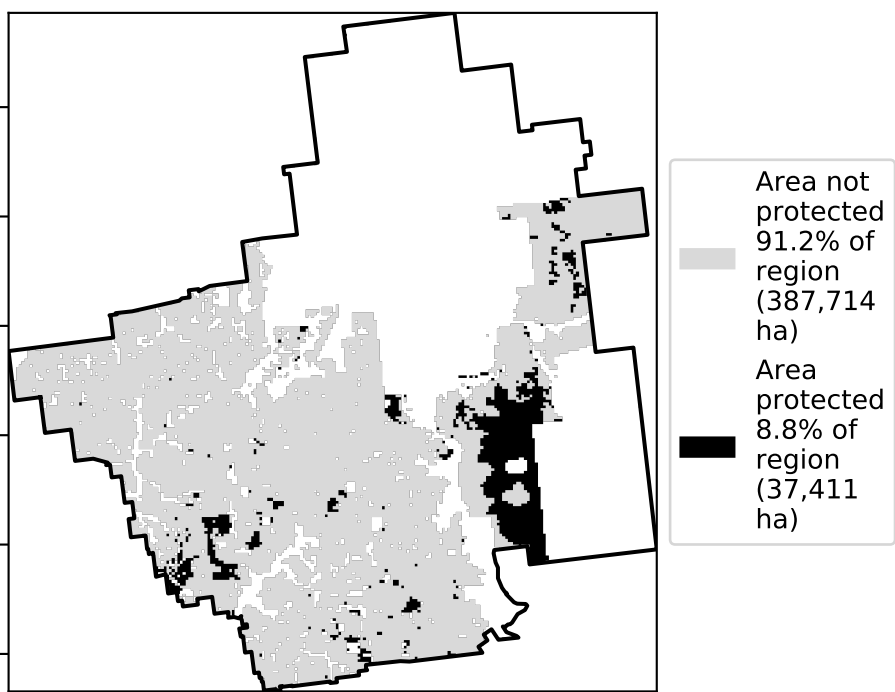 Area not
protected
91.2% of
region
(387,714
ha)
Area
protected
8.8% of
region
(37,411
ha)